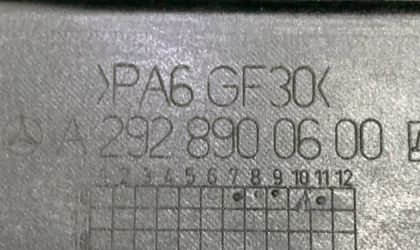 >PA6 GF30<
A 292 890 06 00
1 2 3 4 5 6 7 8 9 10 11 12